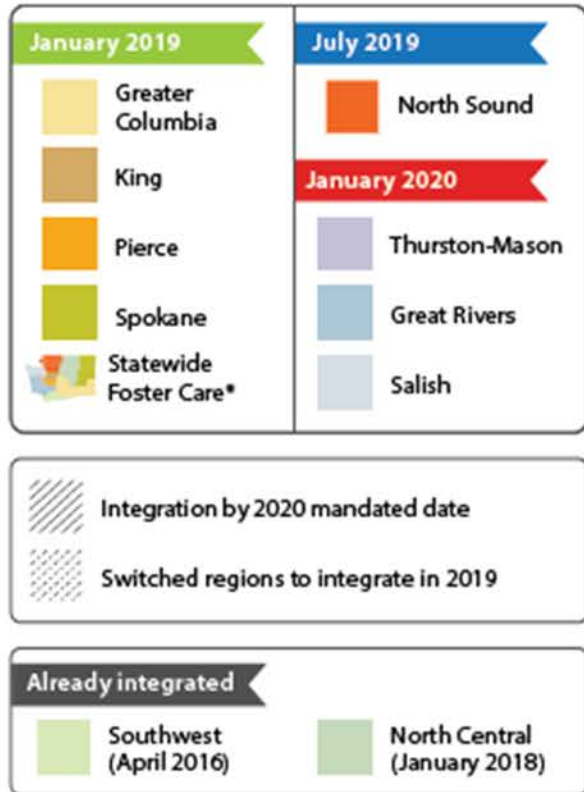 January 2019
Greater
Columbia
King
Pierce
Spokane
Statewide
Foster Care*
July 2019
North Sound
January 2020
Thurston-Mason
Great Rivers
Salish
Integration by 2020 mandated date
Switched regions to integrate in 2019
Already integrated
Southwest
(April 2016)
North Central
(January 2018)